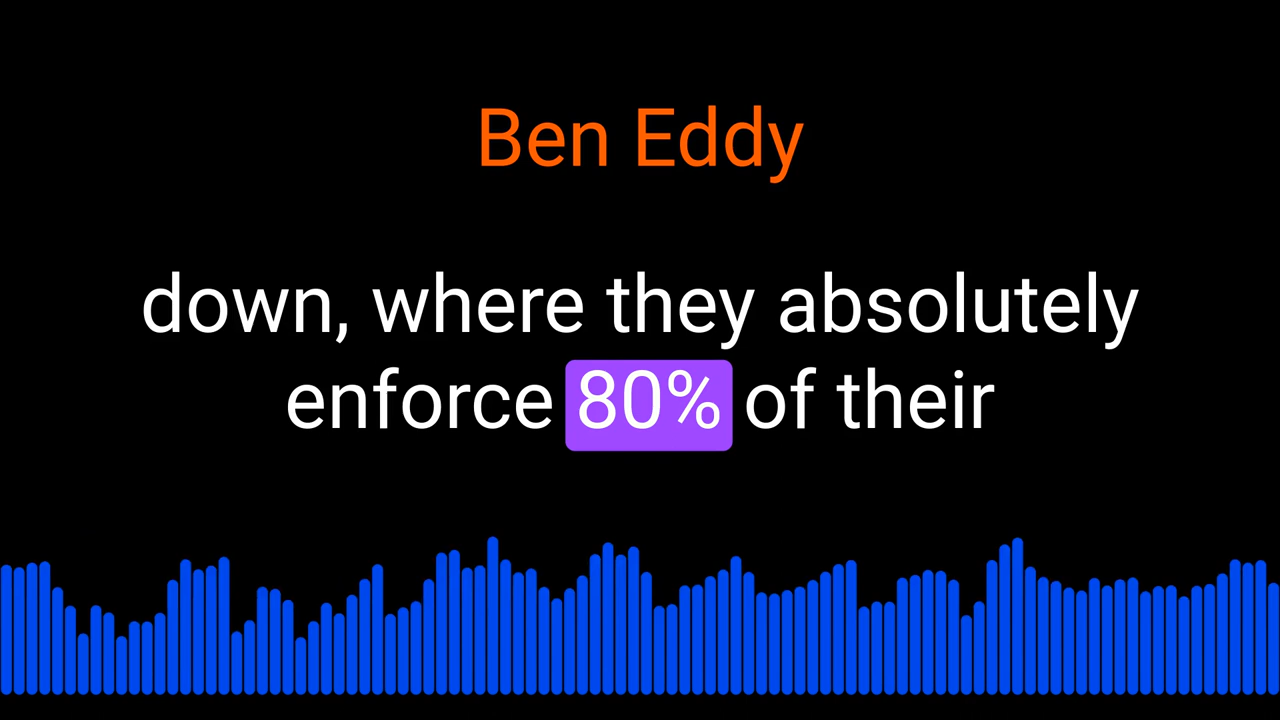 Ben Eddy
down, where they absolutely
enforce 80% of their